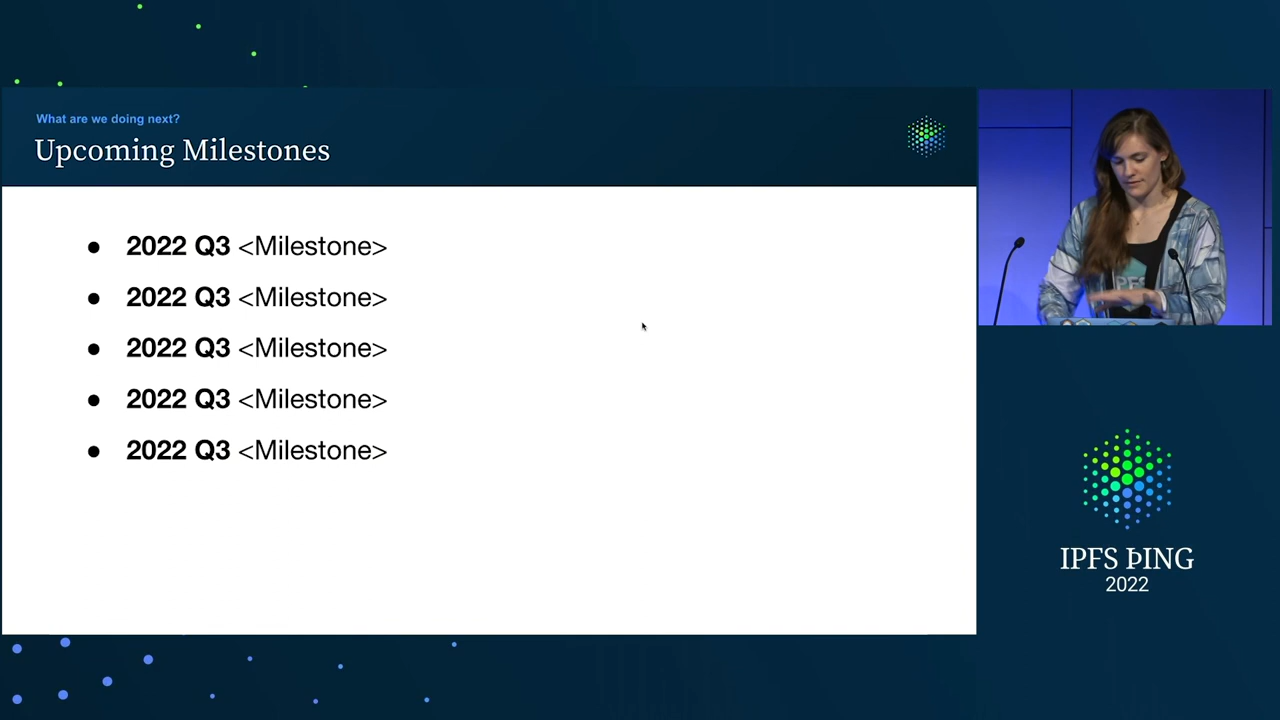 What are we doing next?
Upcoming Milestones
● 2022 Q3 <Milestone>
● 2022 Q3 <Milestone>
● 2022 Q3 <Milestone>
● 2022 Q3 <Milestone>
● 2022 Q3 <Milestone>
IPFS
IPFS ÞING
2022